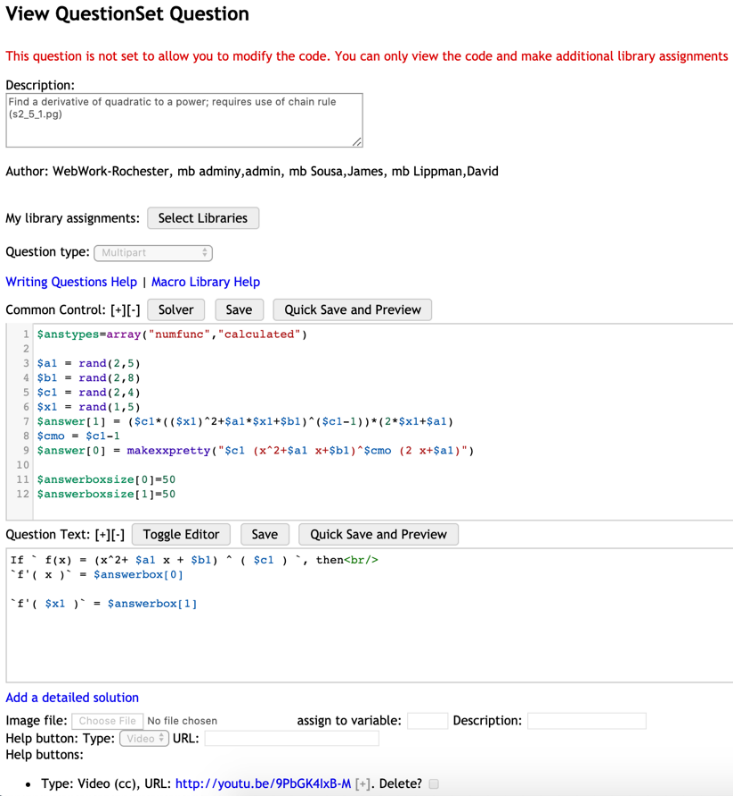 View QuestionSet Question
This question is not set to allow you to modify the code. You can only view the code and make additional library assignments
Description:
Find a derivative of quadratic to a power; requires use of chain rule
(s2_5_1.pg)
Author: WebWork-Rochester, mb adminy,admin, mb Sousa,James, mb Lippman,David
My library assignments: Select Libraries
Question type: Multipart
Writing Questions Help | Macro Library Help
Common Control: [+][-] Solver Save Quick Save and Preview
1 $anstypes=array("numfunc","calculated")
2
3 $a1 = rand(2,5)
4 $b1 = rand(2,8)
5 $c1 = rand(2,4)
6 $x1 = rand(1,5)
7 $answer[1] = ($c1*(($x1)^2+$a1*$x1+$b1)^($c1-1))*(2*$x1+$a1)
8 $cmo = $c1-1
9 $answer[0] = makexxpretty("$c1 (x^2+$a1 x+$b1)^$cmo (2 x+$a1)")
10
11 $answerboxsize[0]=50
12 $answerboxsize[1]=50
Question Text: [+][-] Toggle Editor Save Quick Save and Preview
If ` f(x) = (x^2+ $a1 x + $b1) ^ ( $c1 ) `, then<br/>
`f'( x )` = $answerbox[0]
`f'( $x1 )` = $answerbox[1]
Add a detailed solution
Image file: Choose File No file chosen assign to variable: Description:
Help button: Type: Video URL:
Help buttons:
• Type: Video (cc), URL: http://youtu.be/9PbGK4IxB-M [+]. Delete?